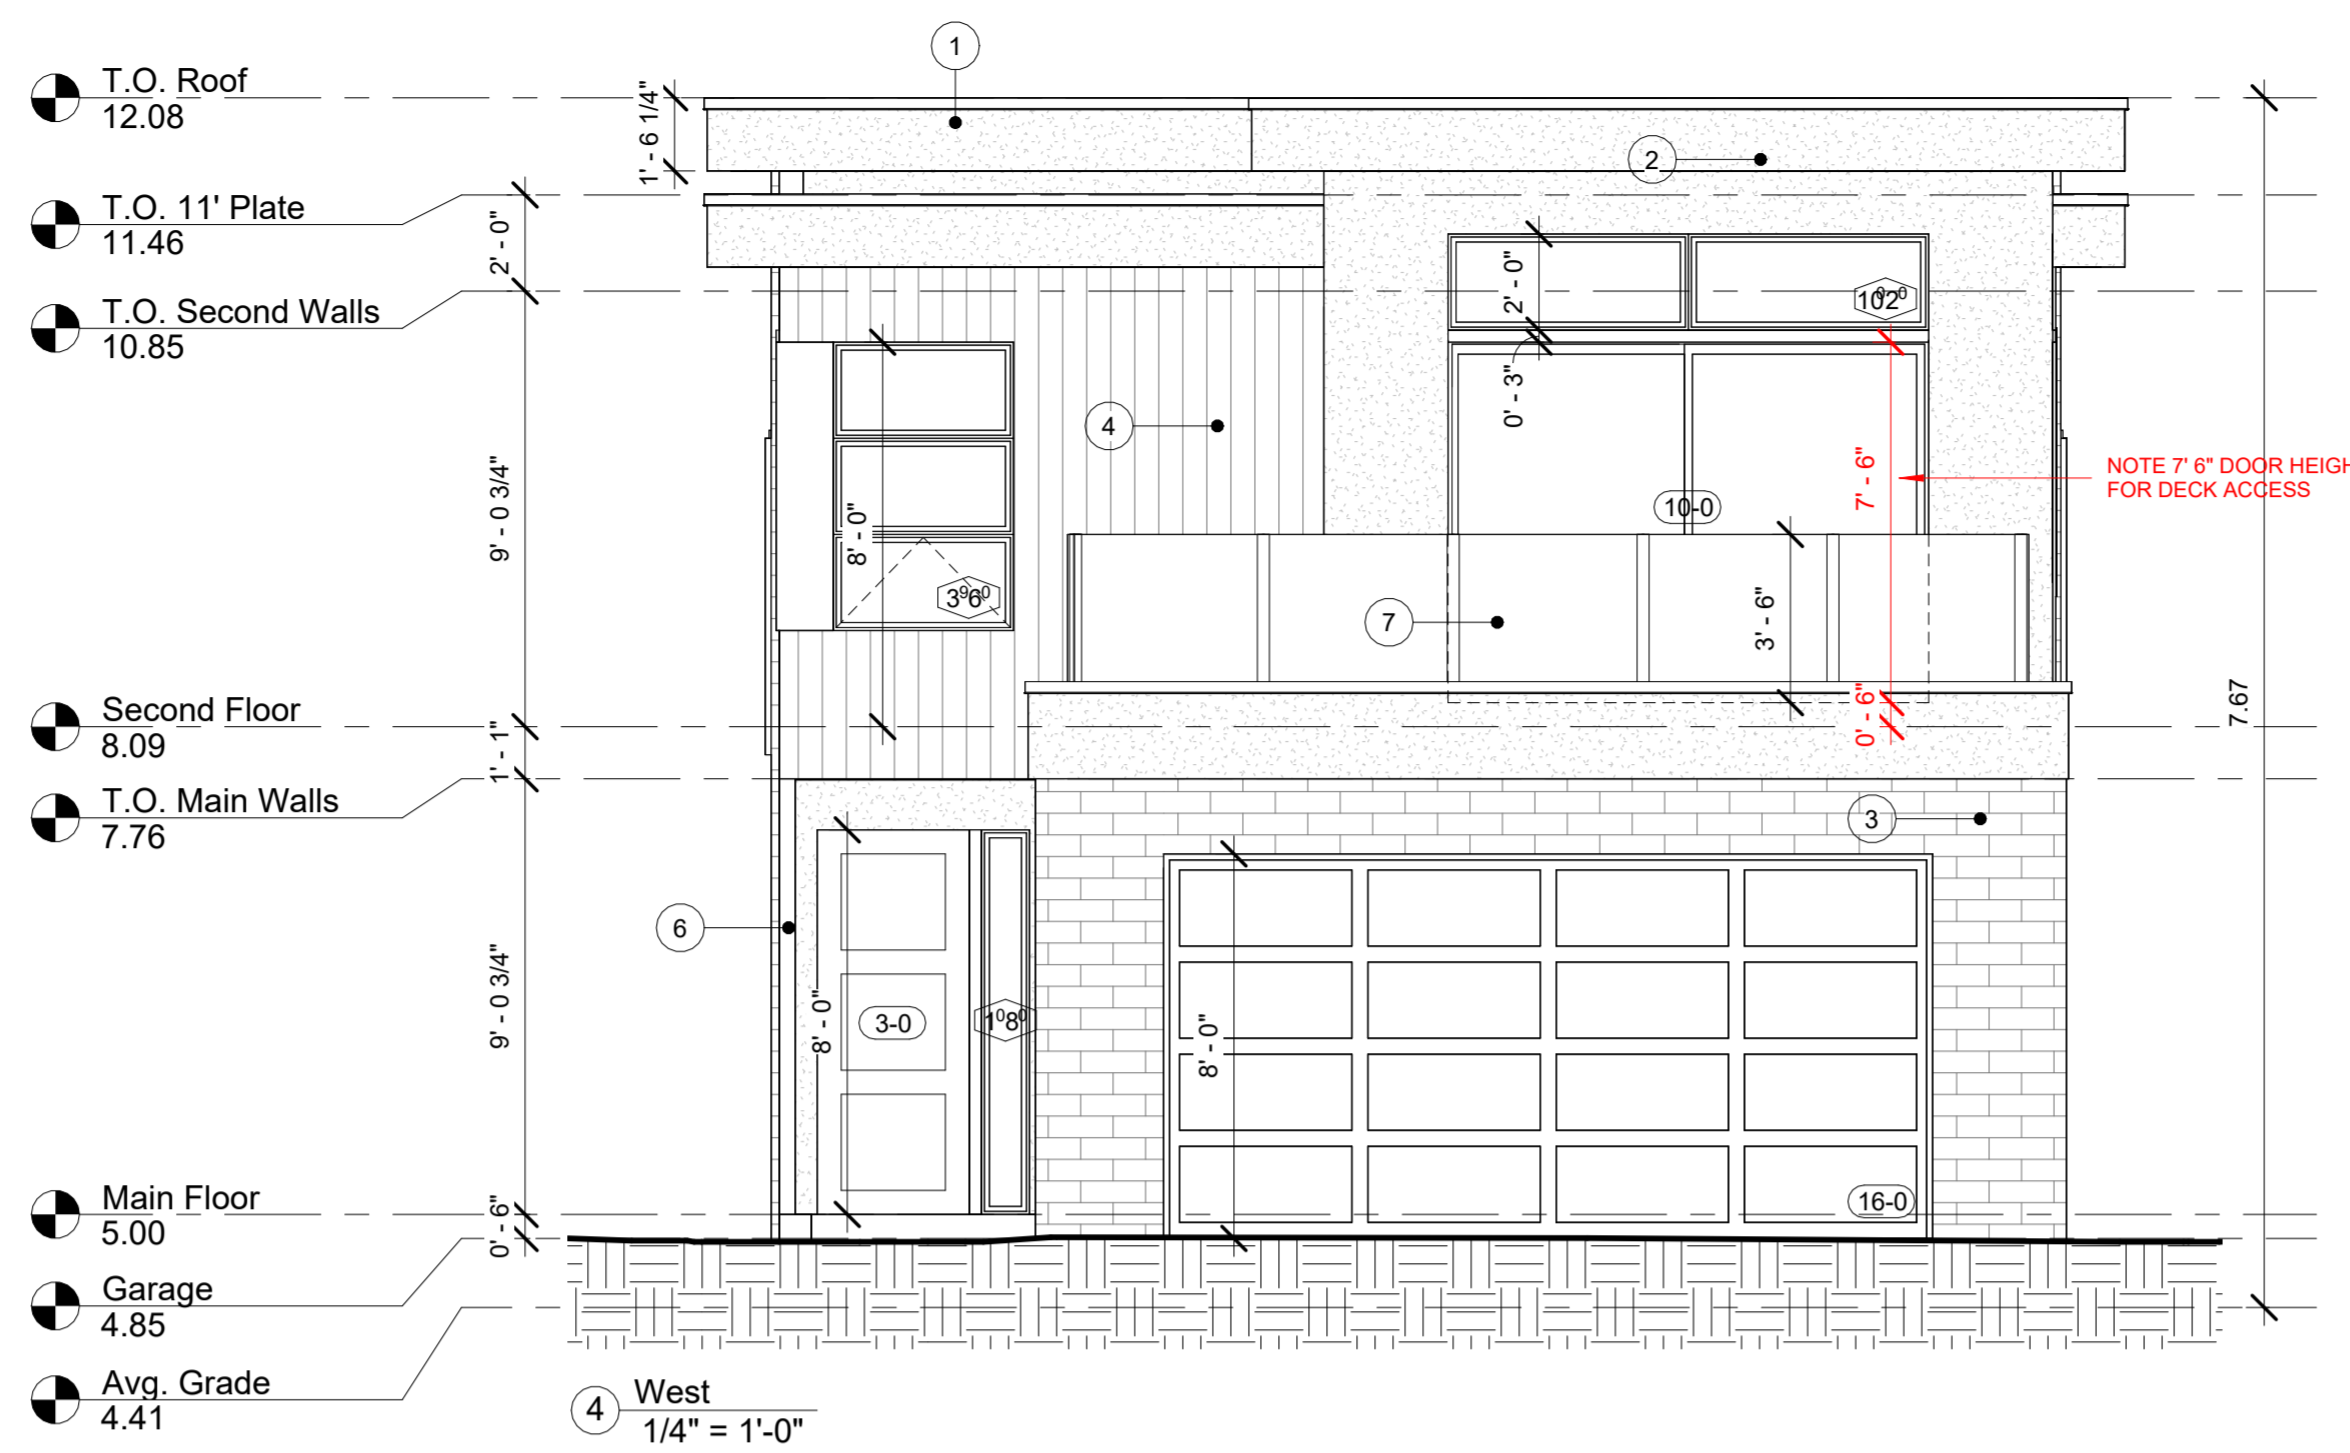 1
T.O. Roof
12.08
1' - 6 1/4"
2
T.O. 11' Plate
11.46
2' - 0"
2' - 0"
10⁰2⁰
T.O. Second Walls
10.85
0' - 3"
4
9' - 0 3/4"
8' - 0"
7' - 6"
NOTE 7' 6" DOOR HEIGH
FOR DECK ACCESS
10-0
3⁹6⁰
7
3' - 6"
Second Floor
8.09
0' - 6"
7.67
1' - 1"
T.O. Main Walls
7.76
3
6
9' - 0 3/4"
8' - 0"
3-0
1⁰8⁰
8' - 0"
16-0
Main Floor
5.00
0' - 6"
Garage
4.85
Avg. Grade
4.41
4
West
1/4" = 1'-0"